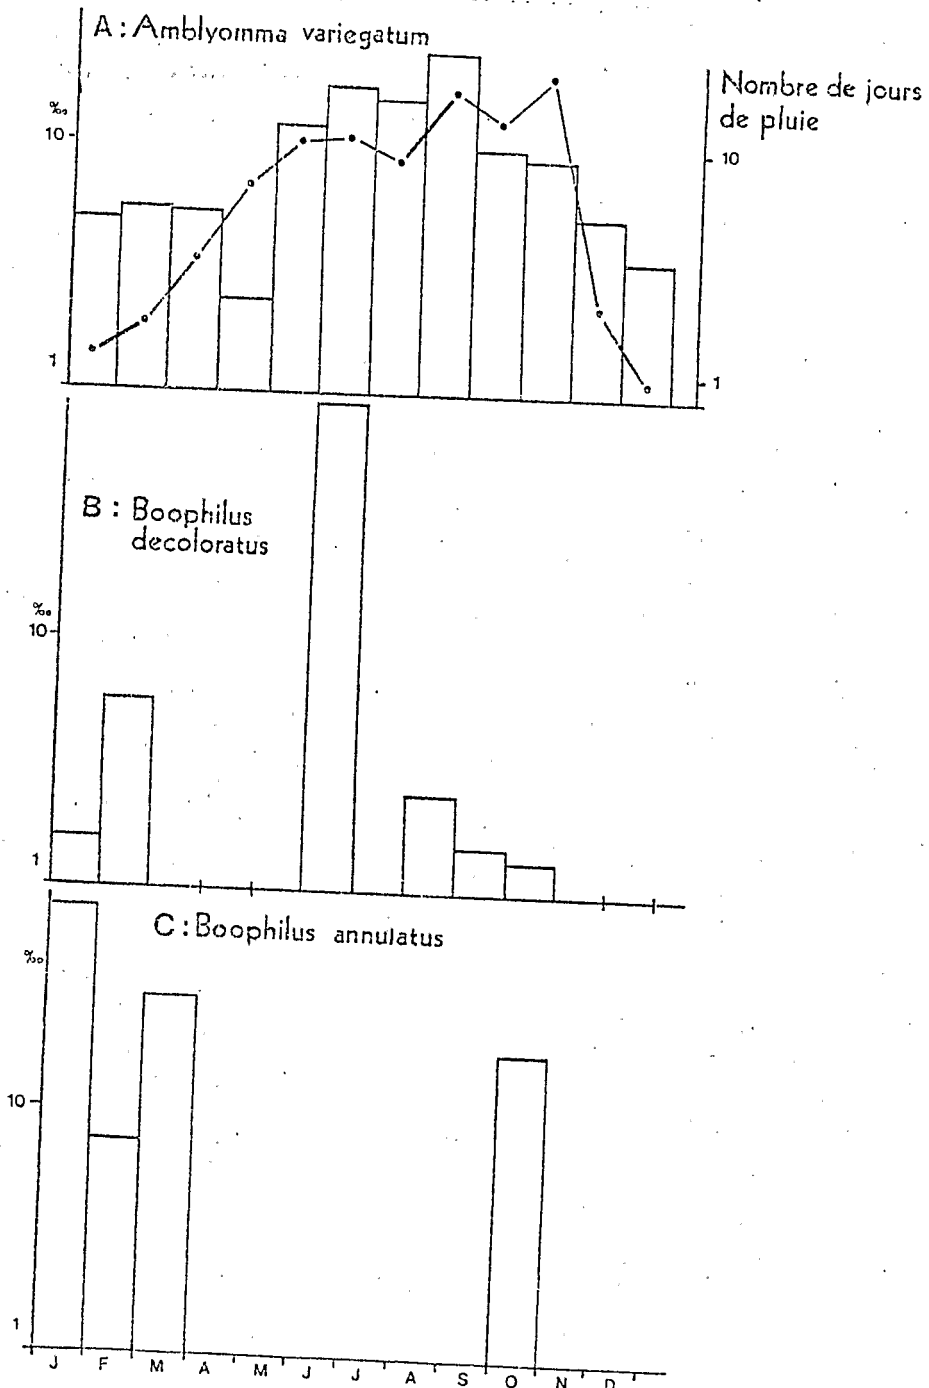 A : Amblyomma variegatum
Nombre de jours
de pluie
‰
10
10
1
1
B : Boophilus
decoloratus
‰
10
1
C : Boophilus annulatus
‰
10
1
J F M A M J J A S O N D